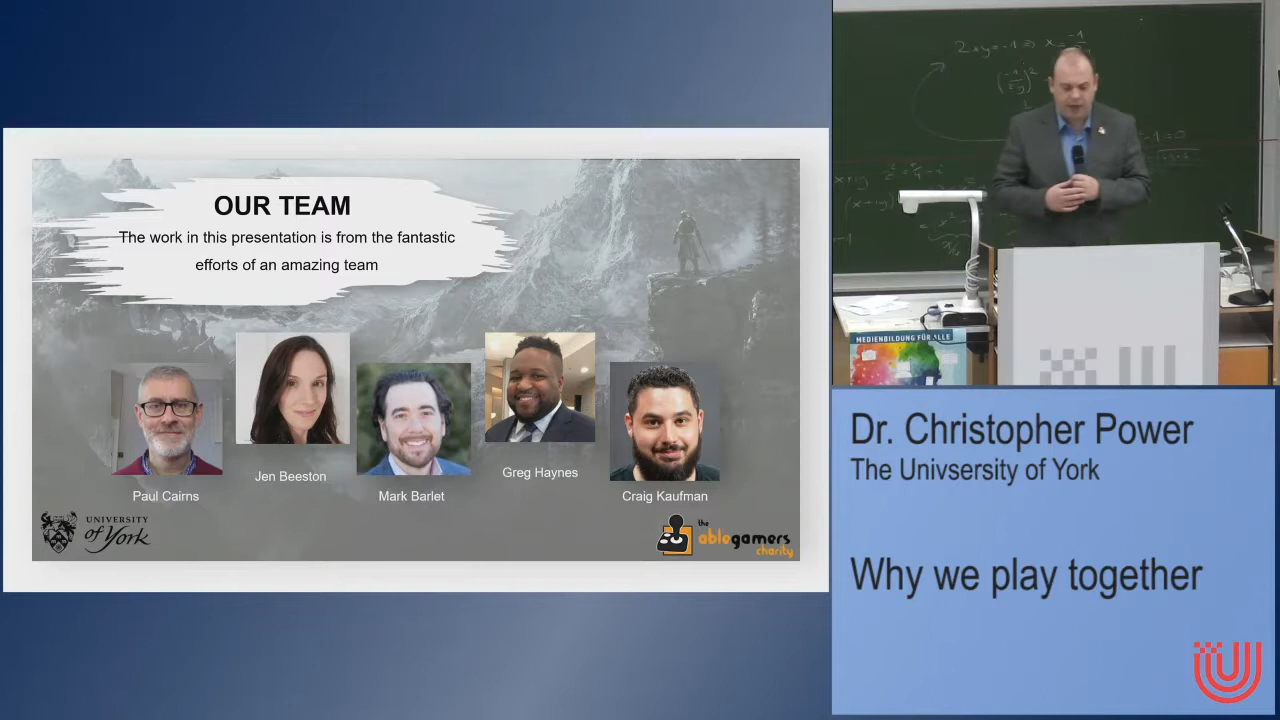 OUR TEAM
The work in this presentation is from the fantastic
efforts of an amazing team
Paul Cairns
Jen Beeston
Mark Barlet
Greg Haynes
Craig Kaufman
UNIVERSITY
of York
the
ablegamers
charity
2xy=-1
MEDIENBILDUNG FÜR ALLE
Dr. Christopher Power
The Univsersity of York
Why we play together